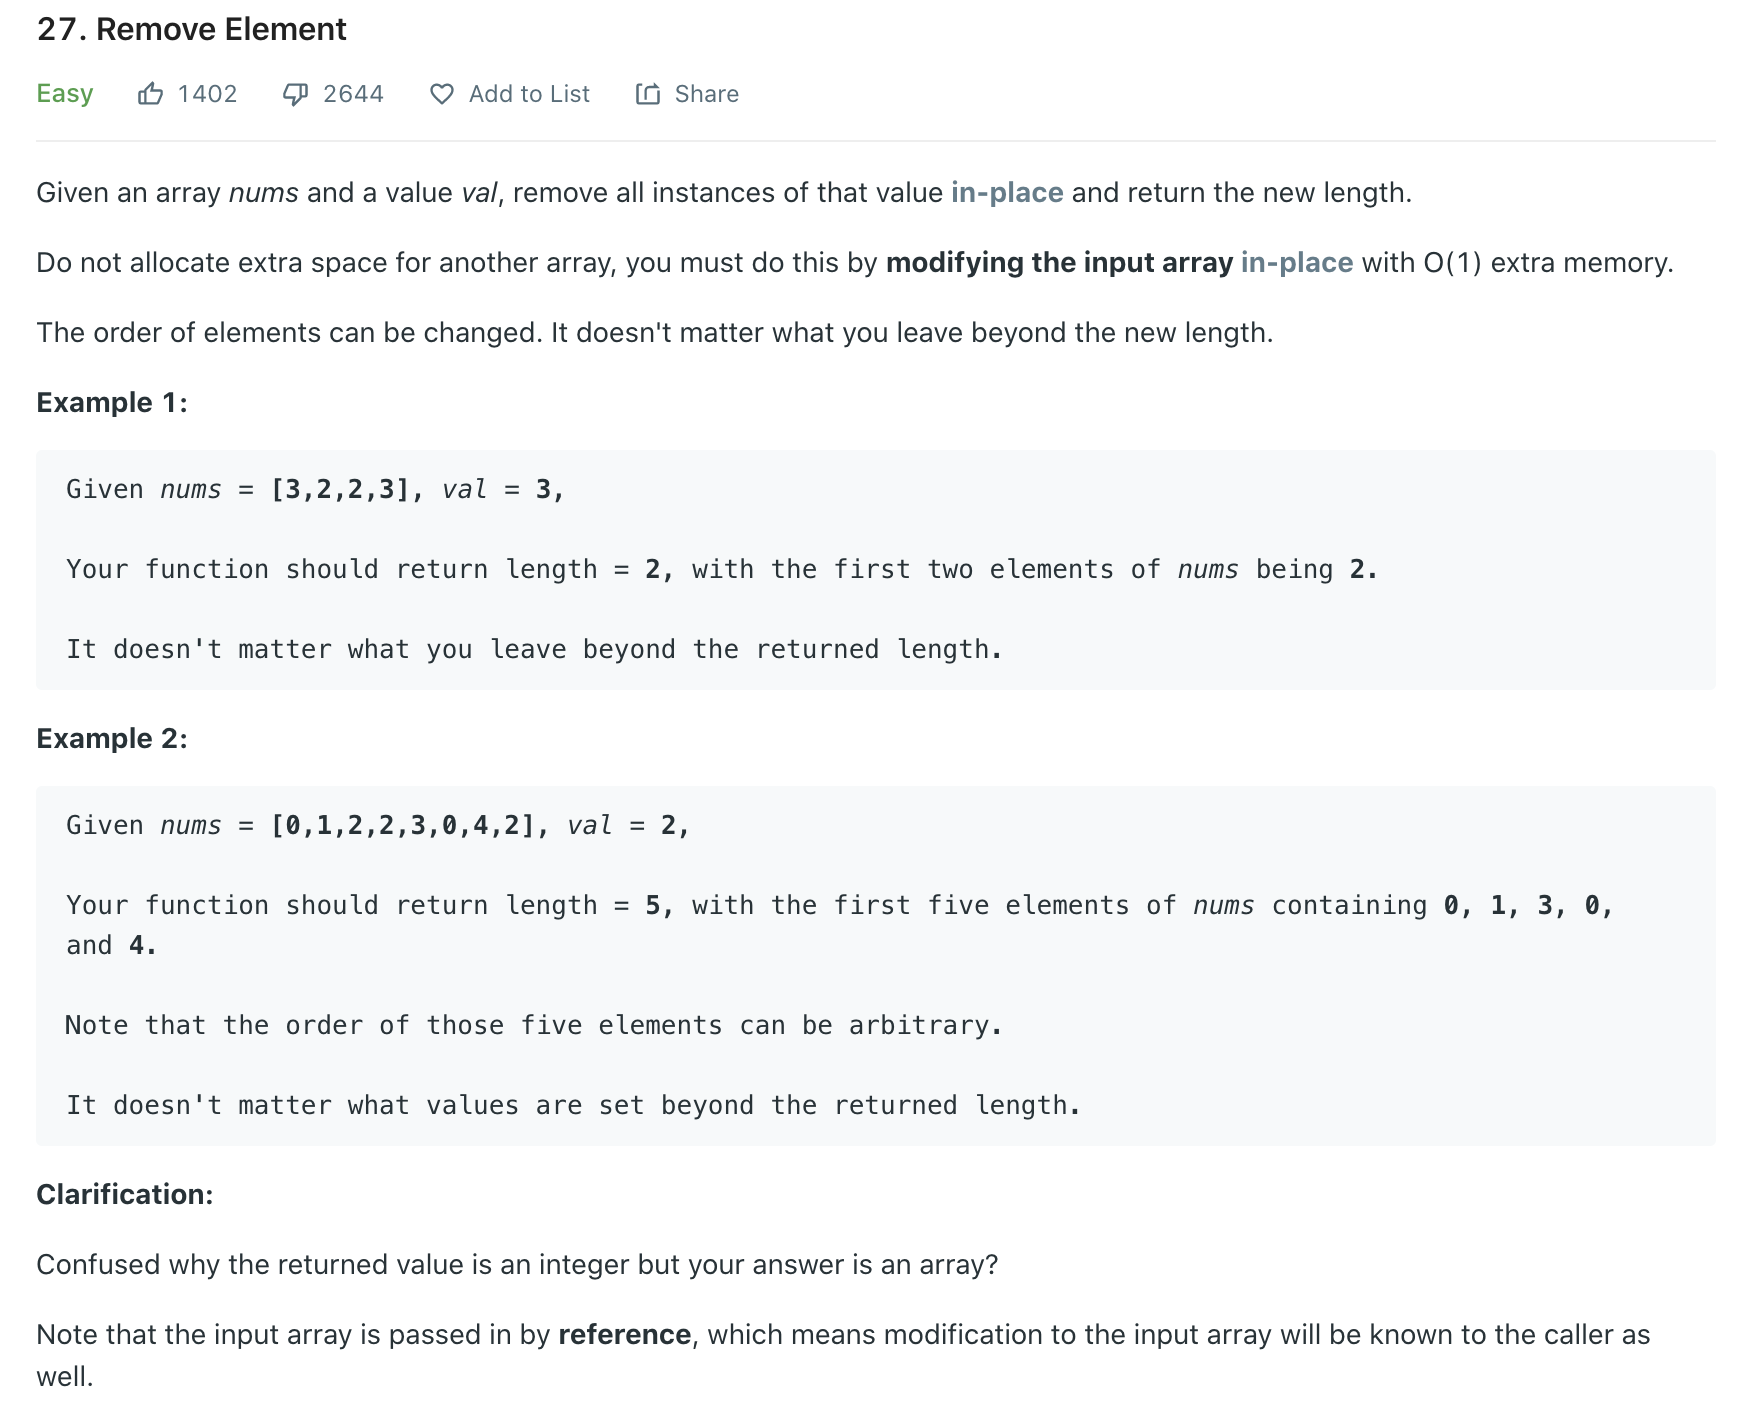 27. Remove Element
Easy 1402 2644 Add to List Share
Given an array nums and a value val, remove all instances of that value in-place and return the new length.
Do not allocate extra space for another array, you must do this by modifying the input array in-place with O(1) extra memory.
The order of elements can be changed. It doesn't matter what you leave beyond the new length.
Example 1:
Given nums = [3,2,2,3], val = 3,
Your function should return length = 2, with the first two elements of nums being 2.
It doesn't matter what you leave beyond the returned length.
Example 2:
Given nums = [0,1,2,2,3,0,4,2], val = 2,
Your function should return length = 5, with the first five elements of nums containing 0, 1, 3, 0,
and 4.
Note that the order of those five elements can be arbitrary.
It doesn't matter what values are set beyond the returned length.
Clarification:
Confused why the returned value is an integer but your answer is an array?
Note that the input array is passed in by reference, which means modification to the input array will be known to the caller as
well.